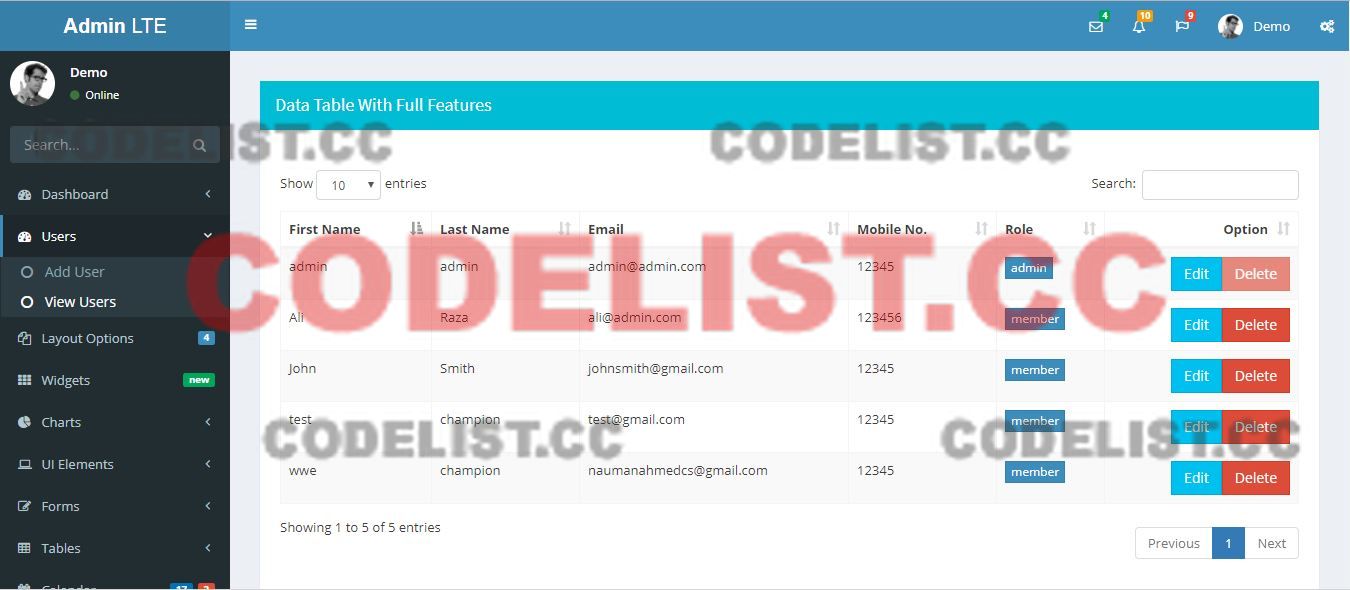 Admin LTE
4 10 9 Demo
Demo
Online
Search...
Data Table With Full Features
CODELIST.CC
CODELIST.CC
Show 10 entries
Search:
Dashboard
Users
Add User
View Users
Layout Options 4
Widgets new
Charts
UI Elements
Forms
Tables
Calendar 17 3
First Name Last Name Email Mobile No. Role Option
admin admin admin@admin.com 12345 admin Edit Delete
Ali Raza ali@admin.com 123456 member Edit Delete
John Smith johnsmith@gmail.com 12345 member Edit Delete
test champion test@gmail.com 12345 member Edit Delete
wwe champion naumanahmedcs@gmail.com 12345 member Edit Delete
CODELIST.CC
CODELIST.CC
CODELIST.CC
Showing 1 to 5 of 5 entries
Previous 1 Next